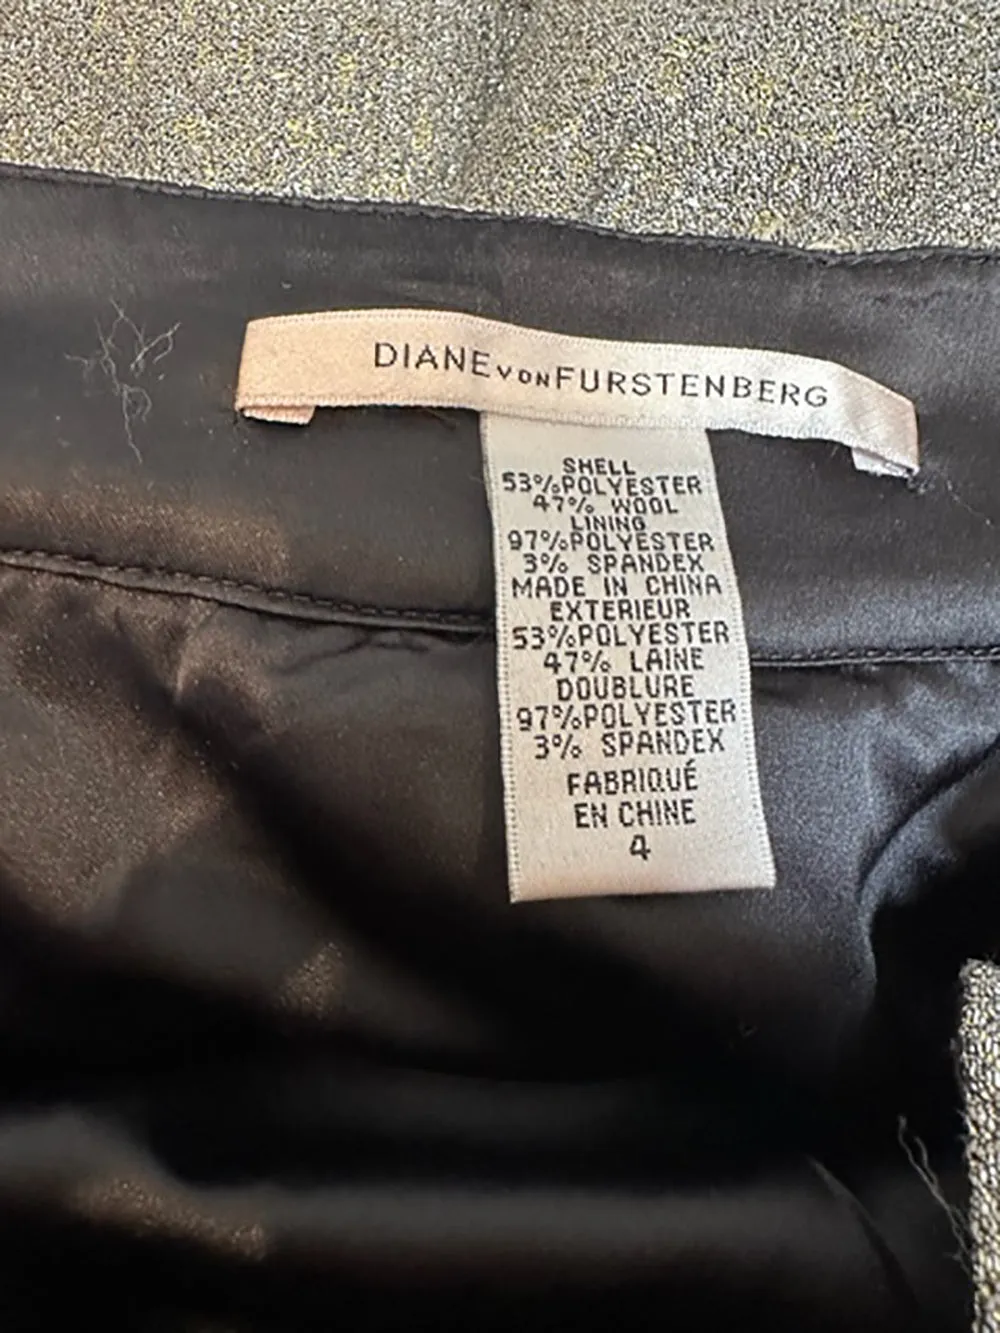 DIANE VON FURSTENBERG
SHELL
53%POLYESTER
47% WOOL
LINING
97%POLYESTER
3% SPANDEX
MADE IN CHINA
EXTERIEUR
53%POLYESTER
47% LAINE
DOUBLURE
97%POLYESTER
3% SPANDEX
FABRIQUÉ
EN CHINE
4